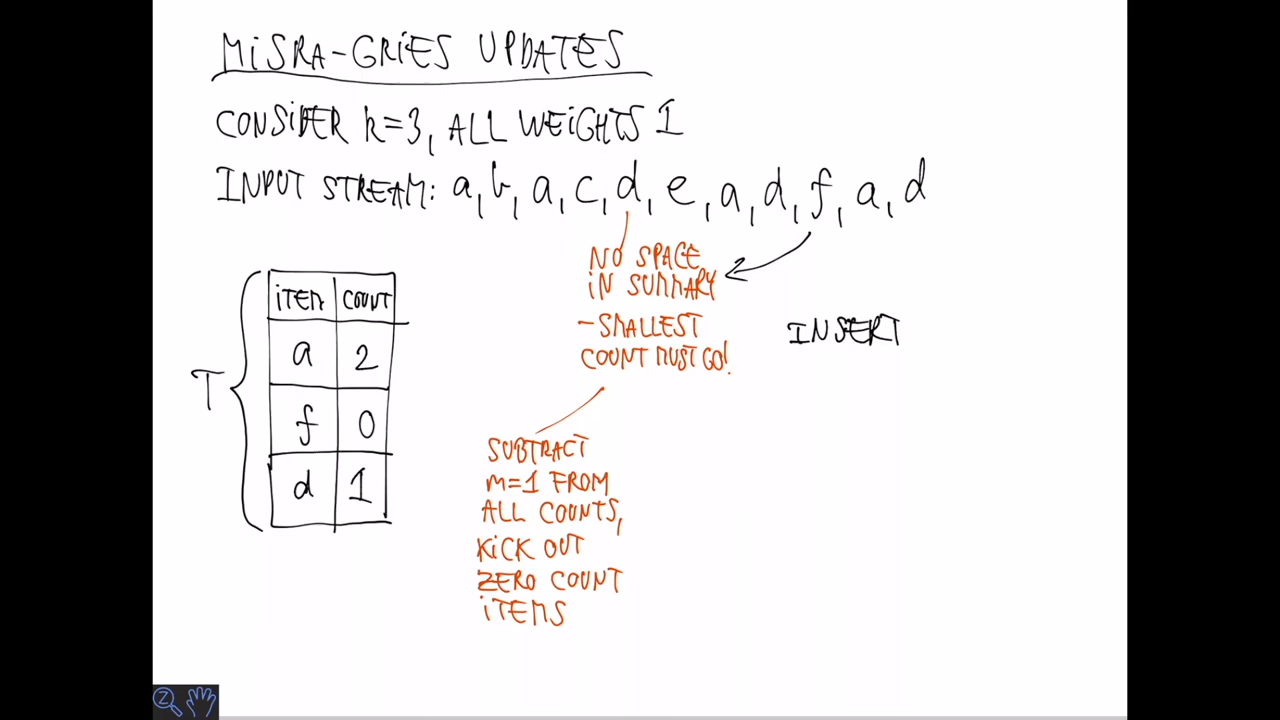 MISRA-GRIES UPDATES
CONSIDER k=3, ALL WEIGHTS 1
INPUT STREAM: a, b, a, c, d, e, a, d, f, a, d
NO SPACE
IN SUMMARY
-SMALLEST
COUNT MUST GO!
INSERT
ITEM COUNT
a 2
f 0
d 1
T
SUBTRACT
m=1 FROM
ALL COUNTS,
KICK OUT
ZERO COUNT
ITEMS
Z